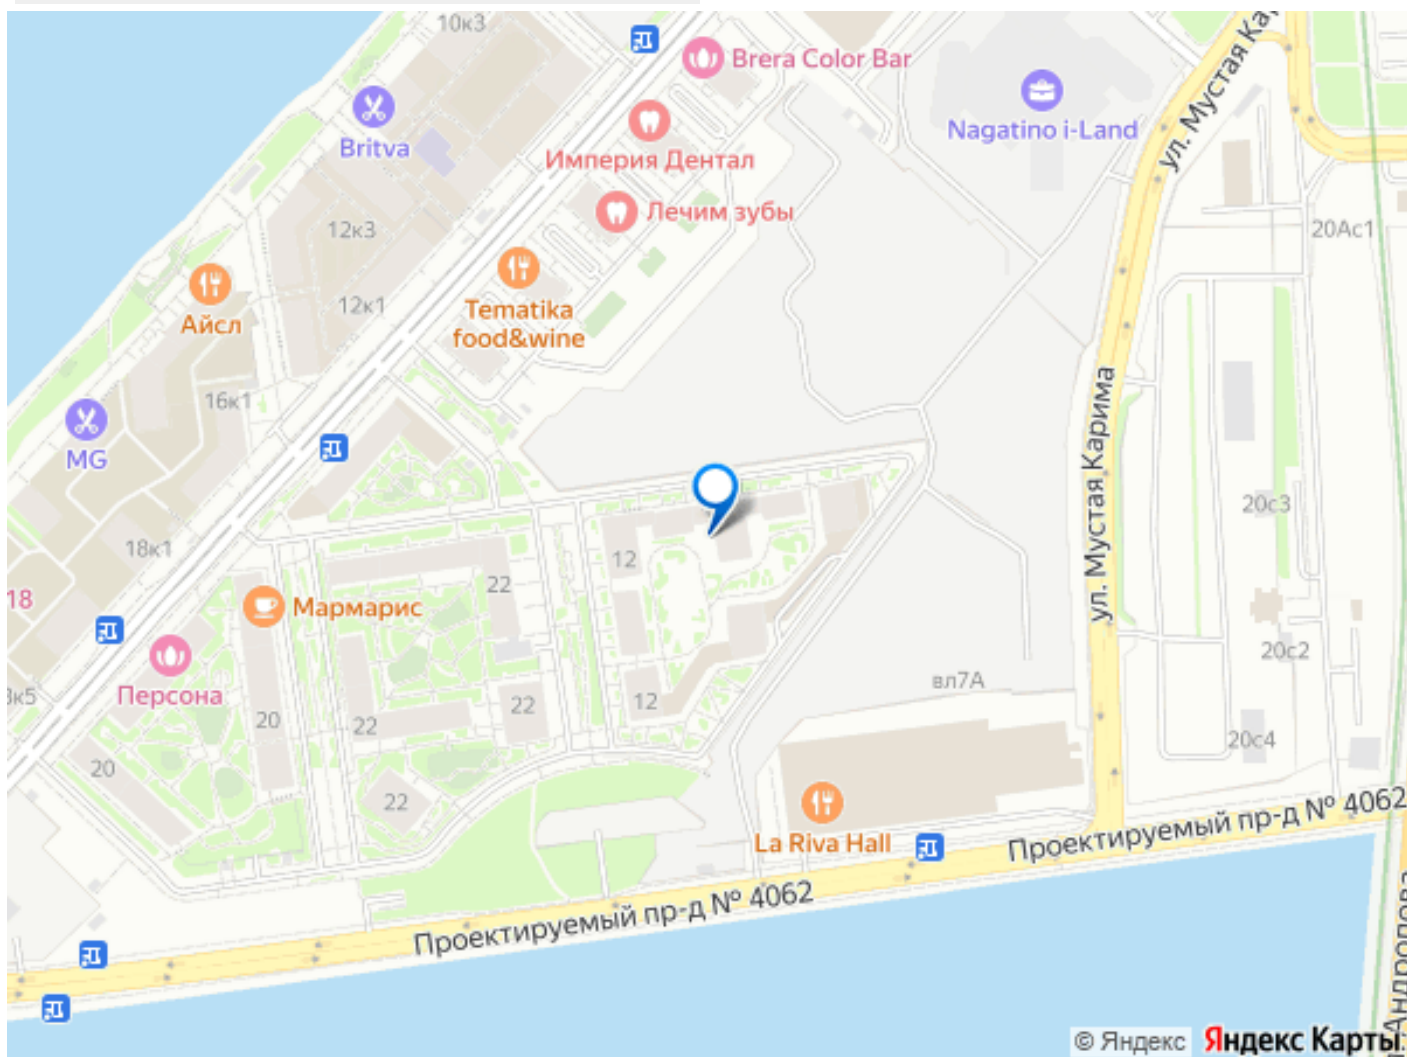 10к3
Brera Color Bar
ул. Мустая Ка
Britva
Nagatino i-Land
Империя Дентал
Лечим зубы
20Ас1
12к3
Tematika
food&wine
12к1
Айсл
16к1
MG
ул. Мустая Карима
20с3
18к1
12
22
18
Мармарис
20с2
Персона
12
вл7А
22
20
22
20
20с4
22
La Riva Hall
Проектируемый пр-д № 4062
Проектируемый пр-д № 4062
Андропова
© Яндекс Яндекс Карты